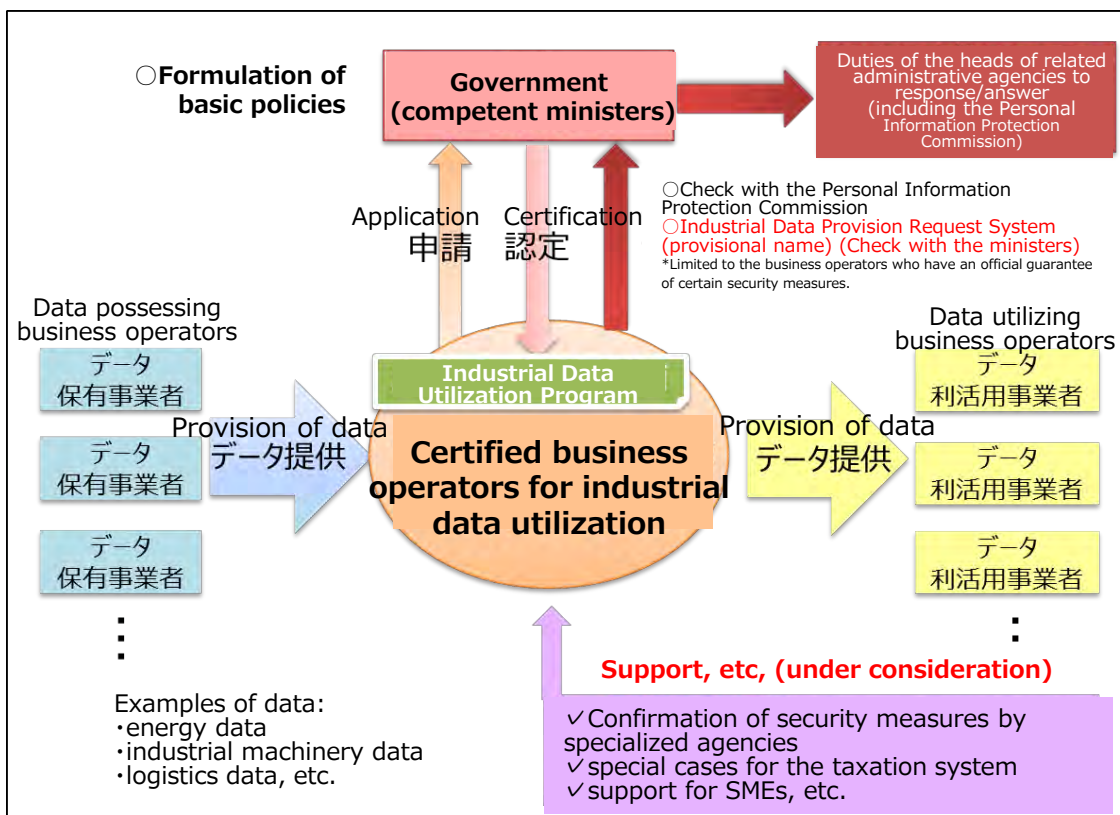 ○Formulation of
basic policies
Government
(competent ministers)
Duties of the heads of related
administrative agencies to
response/answer
(including the Personal
Information Protection
Commission)
Application
申請
Certification
認定
○Check with the Personal Information
Protection Commission
○Industrial Data Provision Request System
(provisional name) (Check with the ministers)
*Limited to the business operators who have an official guarantee
of certain security measures.
Data possessing
business operators
データ
保有事業者
データ
保有事業者
データ
保有事業者
⋮
Provision of data
データ提供
Industrial Data
Utilization Program
Certified business
operators for industrial
data utilization
Provision of data
データ提供
Data utilizing
business operators
データ
利活用事業者
データ
利活用事業者
データ
利活用事業者
:
Examples of data:
・energy data
・industrial machinery data
・logistics data, etc.
Support, etc, (under consideration)
✓Confirmation of security measures by
specialized agencies
✓special cases for the taxation system
✓support for SMEs, etc.